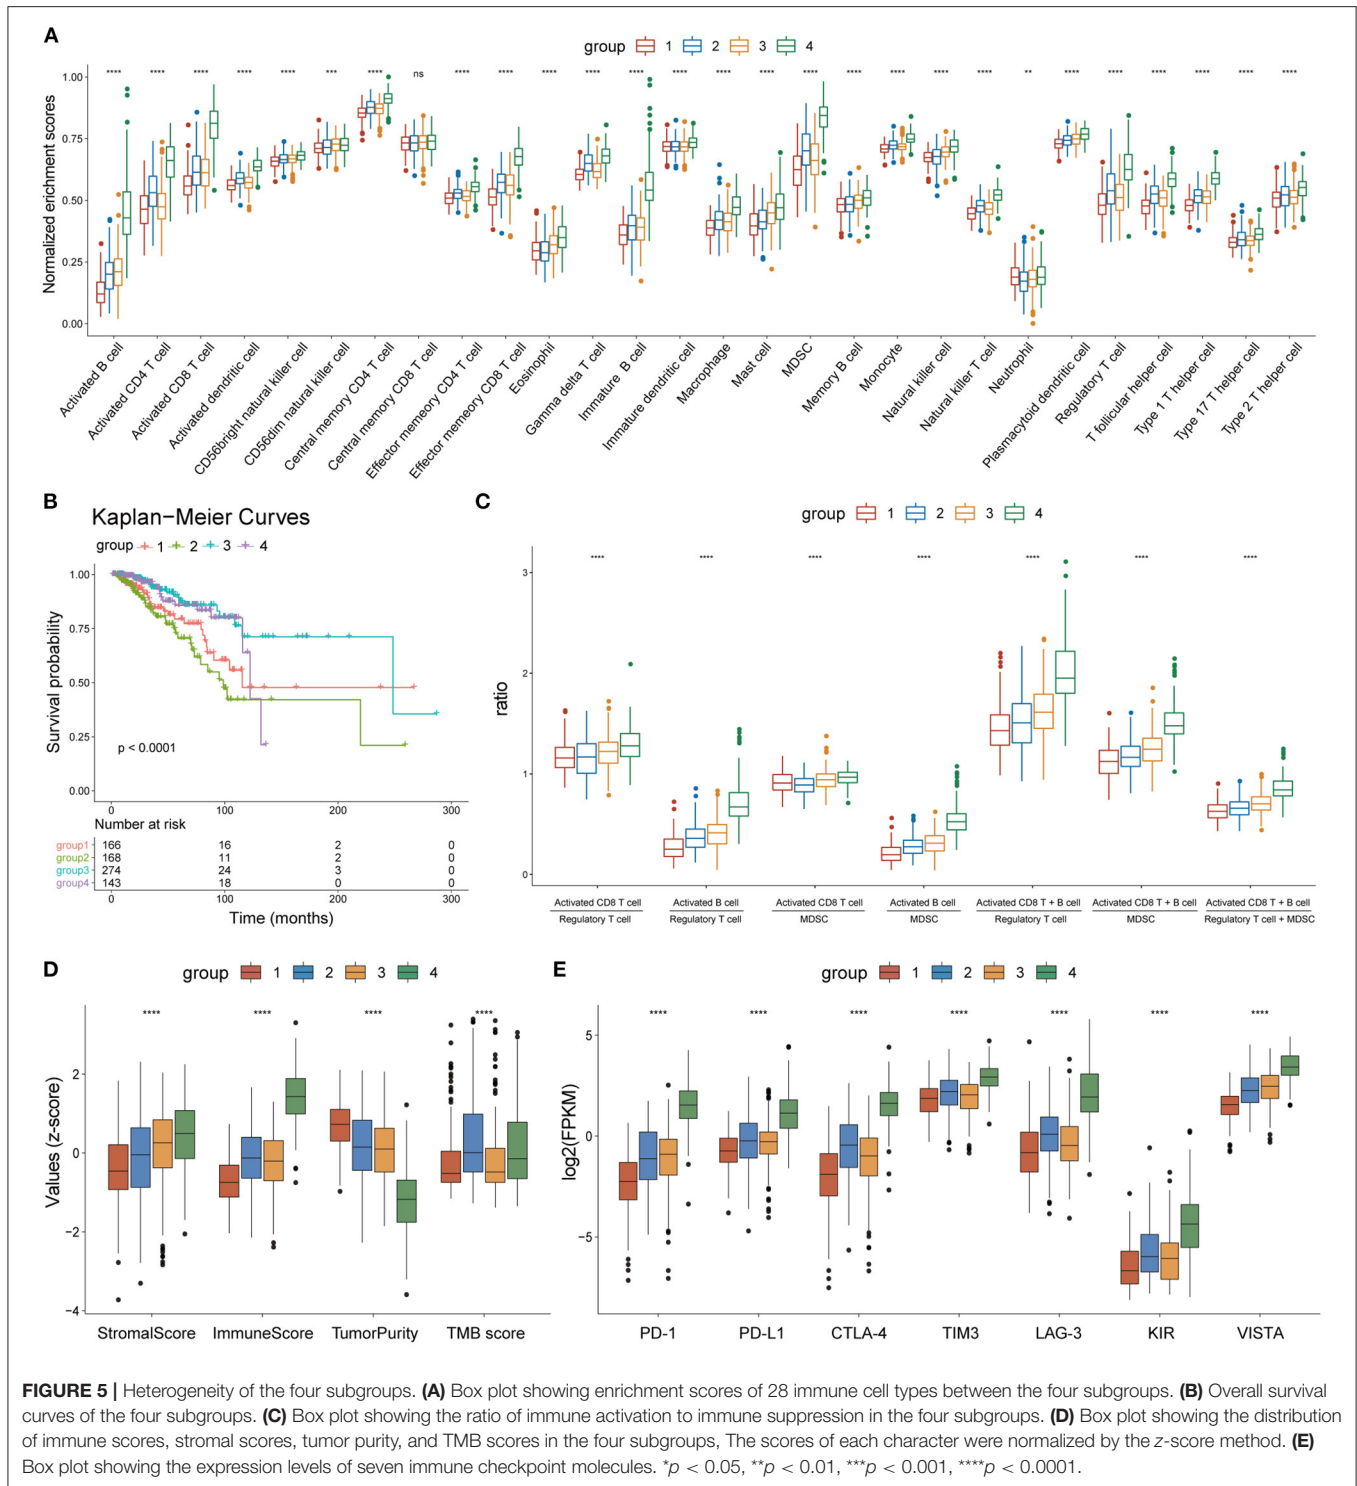 A
group 1 2 3 4
**** **** **** **** **** *** **** ns **** **** **** **** **** **** **** **** **** **** **** **** **** ** **** **** **** **** **** ****
Normalized enrichment scores
1.00
0.75
0.50
0.25
0.00
Activated B cell
Activated CD4 T cell
Activated CD8 T cell
Activated dendritic cell
CD56bright natural killer cell
CD56dim natural killer cell
Central memory CD4 T cell
Central memory CD8 T cell
Effector memeory CD4 T cell
Effector memeory CD8 T cell
Eosinophil
Gamma delta T cell
Immature B cell
Immature dendritic cell
Macrophage
Mast cell
MDSC
Memory B cell
Monocyte
Natural killer cell
Natural killer T cell
Neutrophil
Plasmacytoid dendritic cell
Regulatory T cell
T follicular helper cell
Type 1 T helper cell
Type 17 T helper cell
Type 2 T helper cell
B
Kaplan−Meier Curves
group 1 2 3 4
Survival probability
1.00
0.75
0.50
0.25
0.00
p < 0.0001
0 100 200 300
Number at risk
group1 166 16 2 0
group2 168 11 2 0
group3 274 24 3 0
group4 143 18 0 0
0 100 200 300
Time (months)
C
group 1 2 3 4
**** **** **** **** **** **** ****
ratio
3
2
1
0
Activated CD8 T cell Activated B cell Activated CD8 T cell Activated B cell Activated CD8 T + B cell Activated CD8 T + B cell Activated CD8 T + B cell
Regulatory T cell Regulatory T cell MDSC MDSC Regulatory T cell MDSC Regulatory T cell + MDSC
D
group 1 2 3 4
**** **** **** ****
Values (z−score)
2
0
−2
−4
StromalScore ImmuneScore TumorPurity TMB score
E
group 1 2 3 4
**** **** **** **** **** **** ****
log2(FPKM)
5
0
−5
PD-1 PD-L1 CTLA-4 TIM3 LAG-3 KIR VISTA
FIGURE 5 | Heterogeneity of the four subgroups. (A) Box plot showing enrichment scores of 28 immune cell types between the four subgroups. (B) Overall survival
curves of the four subgroups. (C) Box plot showing the ratio of immune activation to immune suppression in the four subgroups. (D) Box plot showing the distribution
of immune scores, stromal scores, tumor purity, and TMB scores in the four subgroups, The scores of each character were normalized by the z-score method. (E)
Box plot showing the expression levels of seven immune checkpoint molecules. *p < 0.05, **p < 0.01, ***p < 0.001, ****p < 0.0001.